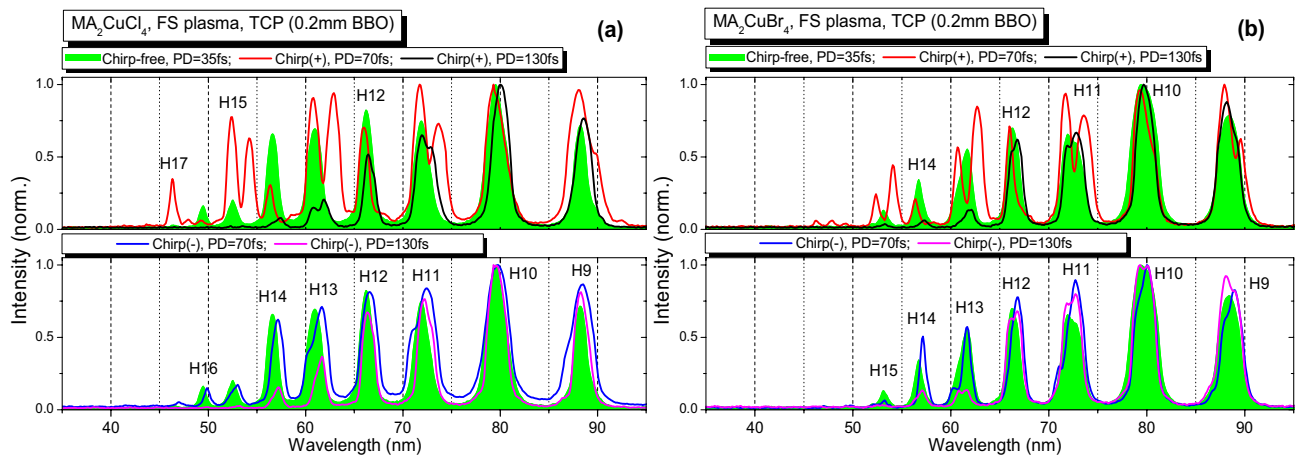 MA2CuCl4, FS plasma, TCP (0.2mm BBO)
(a)
Chirp-free, PD=35fs; Chirp(+), PD=70fs; Chirp(+), PD=130fs
1.0
0.5
0.0
H17
H15
H12
Chirp(-), PD=70fs; Chirp(-), PD=130fs
1.0
0.5
0.0
H16
H14
H13
H12
H11
H10
H9
40 50 60 70 80 90
Wavelength (nm)
Intensity (norm.)
MA2CuBr4, FS plasma, TCP (0.2mm BBO)
(b)
Chirp-free, PD=35fs; Chirp(+), PD=70fs; Chirp(+), PD=130fs
1.0
0.5
0.0
H14
H12
H11
H10
Chirp(-), PD=70fs; Chirp(-), PD=130fs
1.0
0.5
0.0
H15
H14
H13
H12
H11
H10
H9
40 50 60 70 80 90
Wavelength (nm)
Intensity (norm.)